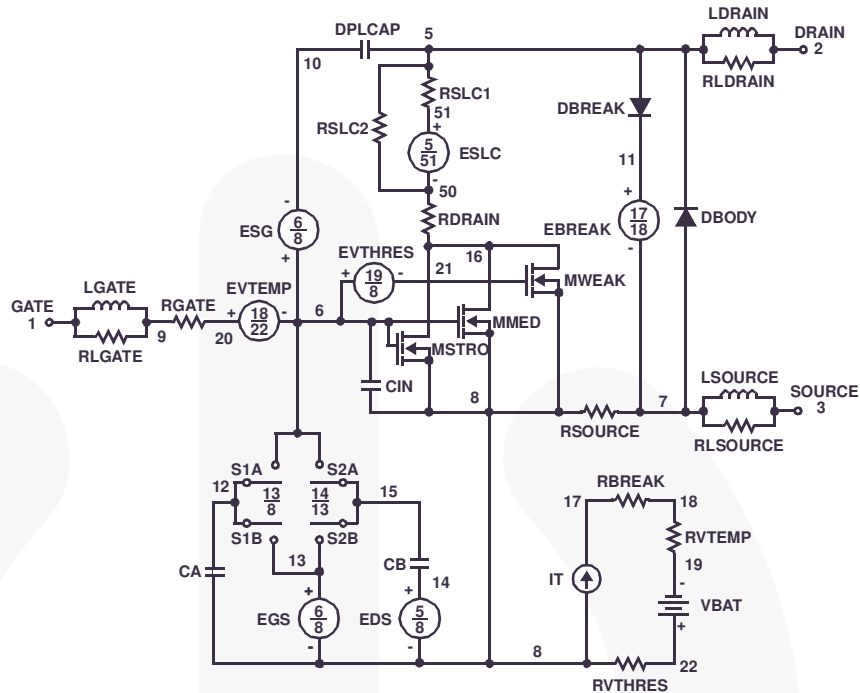 LDRAIN
DPLCAP 5 DRAIN
10 2
RSLC1 RLDRAIN
51 DBREAK
RSLC2 +
5
51 ESLC
11
- 50
- RDRAIN + 17
6
8 ESG EBREAK 18 DBODY
EVTHRES 16 -
+ + 19
8 - 21 MWEAK
LGATE EVTEMP
GATE RGATE + 18
22 - 6 MMED
1 9 20
RLGATE MSTRO
LSOURCE
CIN 8 7 SOURCE
3
RSOURCE RLSOURCE
S1A S2A
12 13
8 14
13 15 RBREAK
17 18
S1B S2B RVTEMP
13 CB
CA 14 IT 19
+ + -
EGS 6
8 EDS 5
8 VBAT
- - +
8 22
RVTHRES